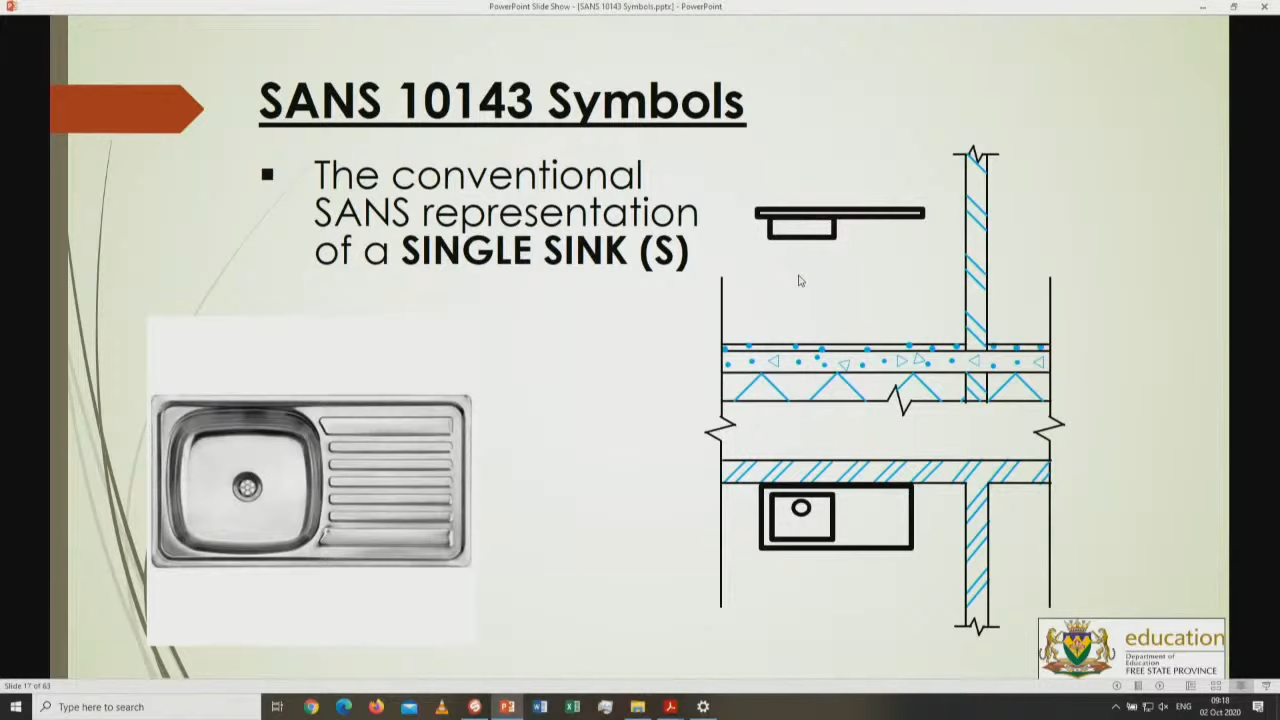 PowerPoint Slide Show - [SANS 10143 Symbols.pptx] - PowerPoint
SANS 10143 Symbols
The conventional
SANS representation
of a SINGLE SINK (S)
education
Department of
Education
FREE STATE PROVINCE
Slide 17 of 63
Type here to search
ENG
09:18
02 Oct 2020